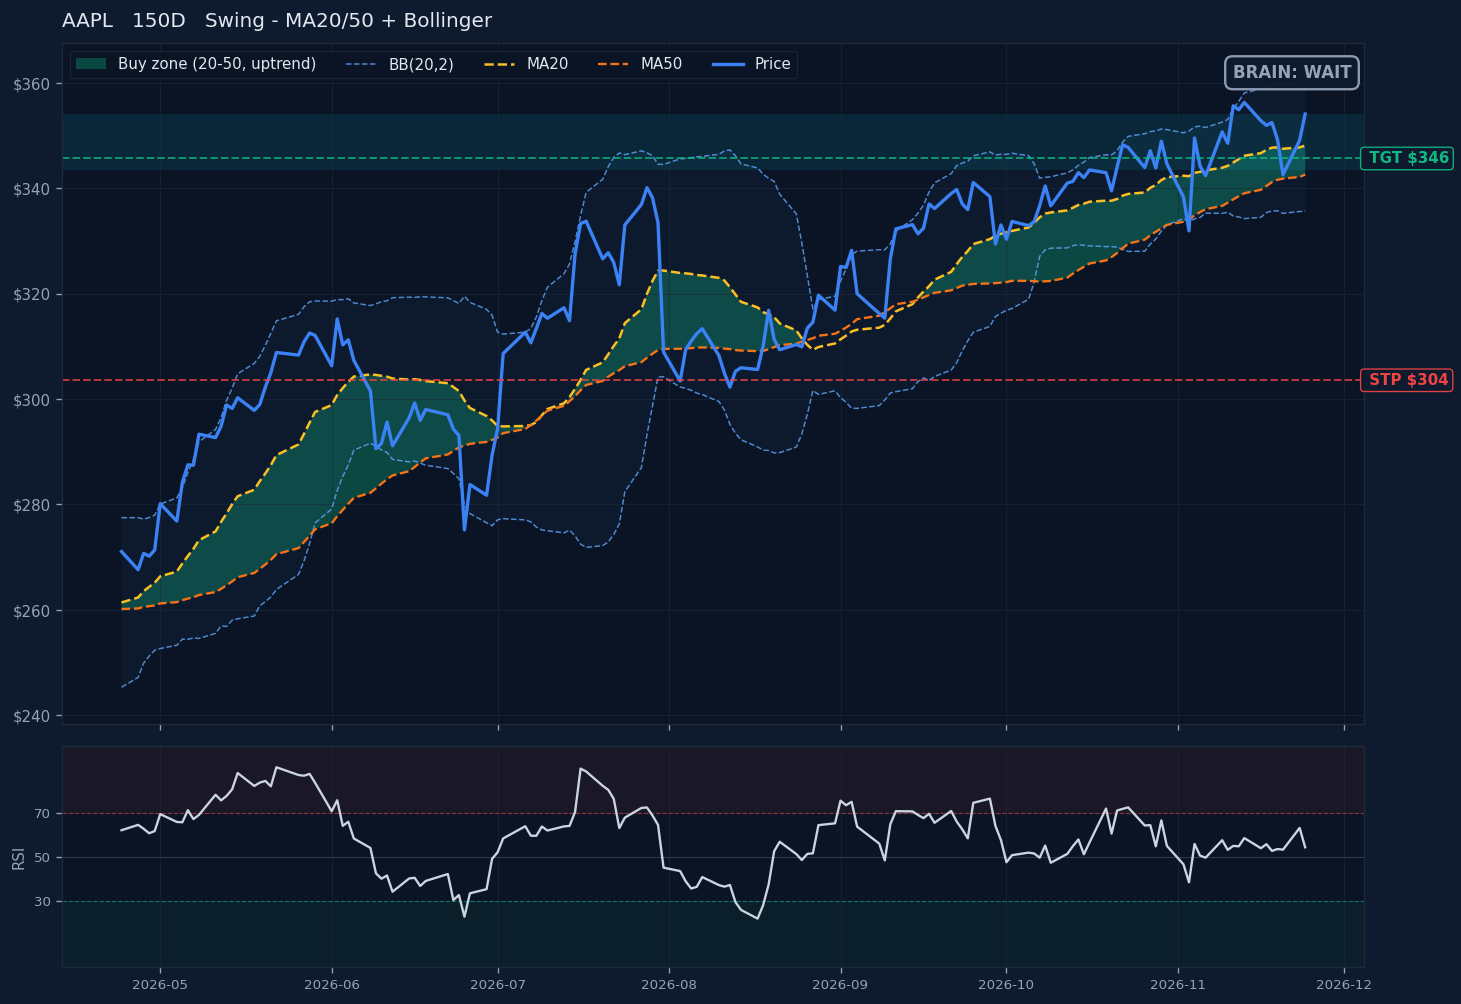 AAPL   150D   Swing - MA20/50 + Bollinger
Buy zone (20-50, uptrend)   BB(20,2)   MA20   MA50   Price
BRAIN: WAIT
$360
$340
$320
$300
$280
$260
$240
TGT $346
STP $304
RSI
70
50
30
2026-05   2026-06   2026-07   2026-08   2026-09   2026-10   2026-11   2026-12